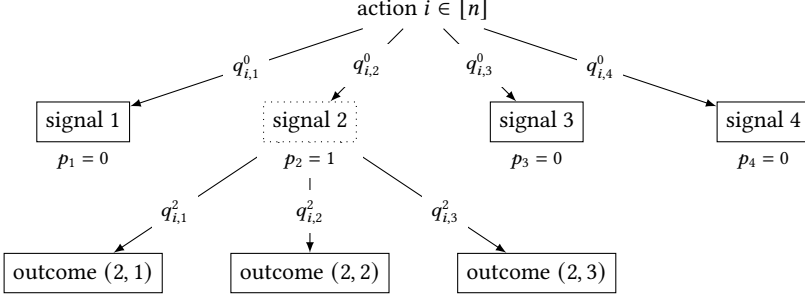 action i ∈ [n]
q^0_{i,1} q^0_{i,2} q^0_{i,3} q^0_{i,4}
signal 1 signal 2 signal 3 signal 4
p_1 = 0 p_2 = 1 p_3 = 0 p_4 = 0
q^2_{i,1} q^2_{i,2} q^2_{i,3}
outcome (2, 1) outcome (2, 2) outcome (2, 3)